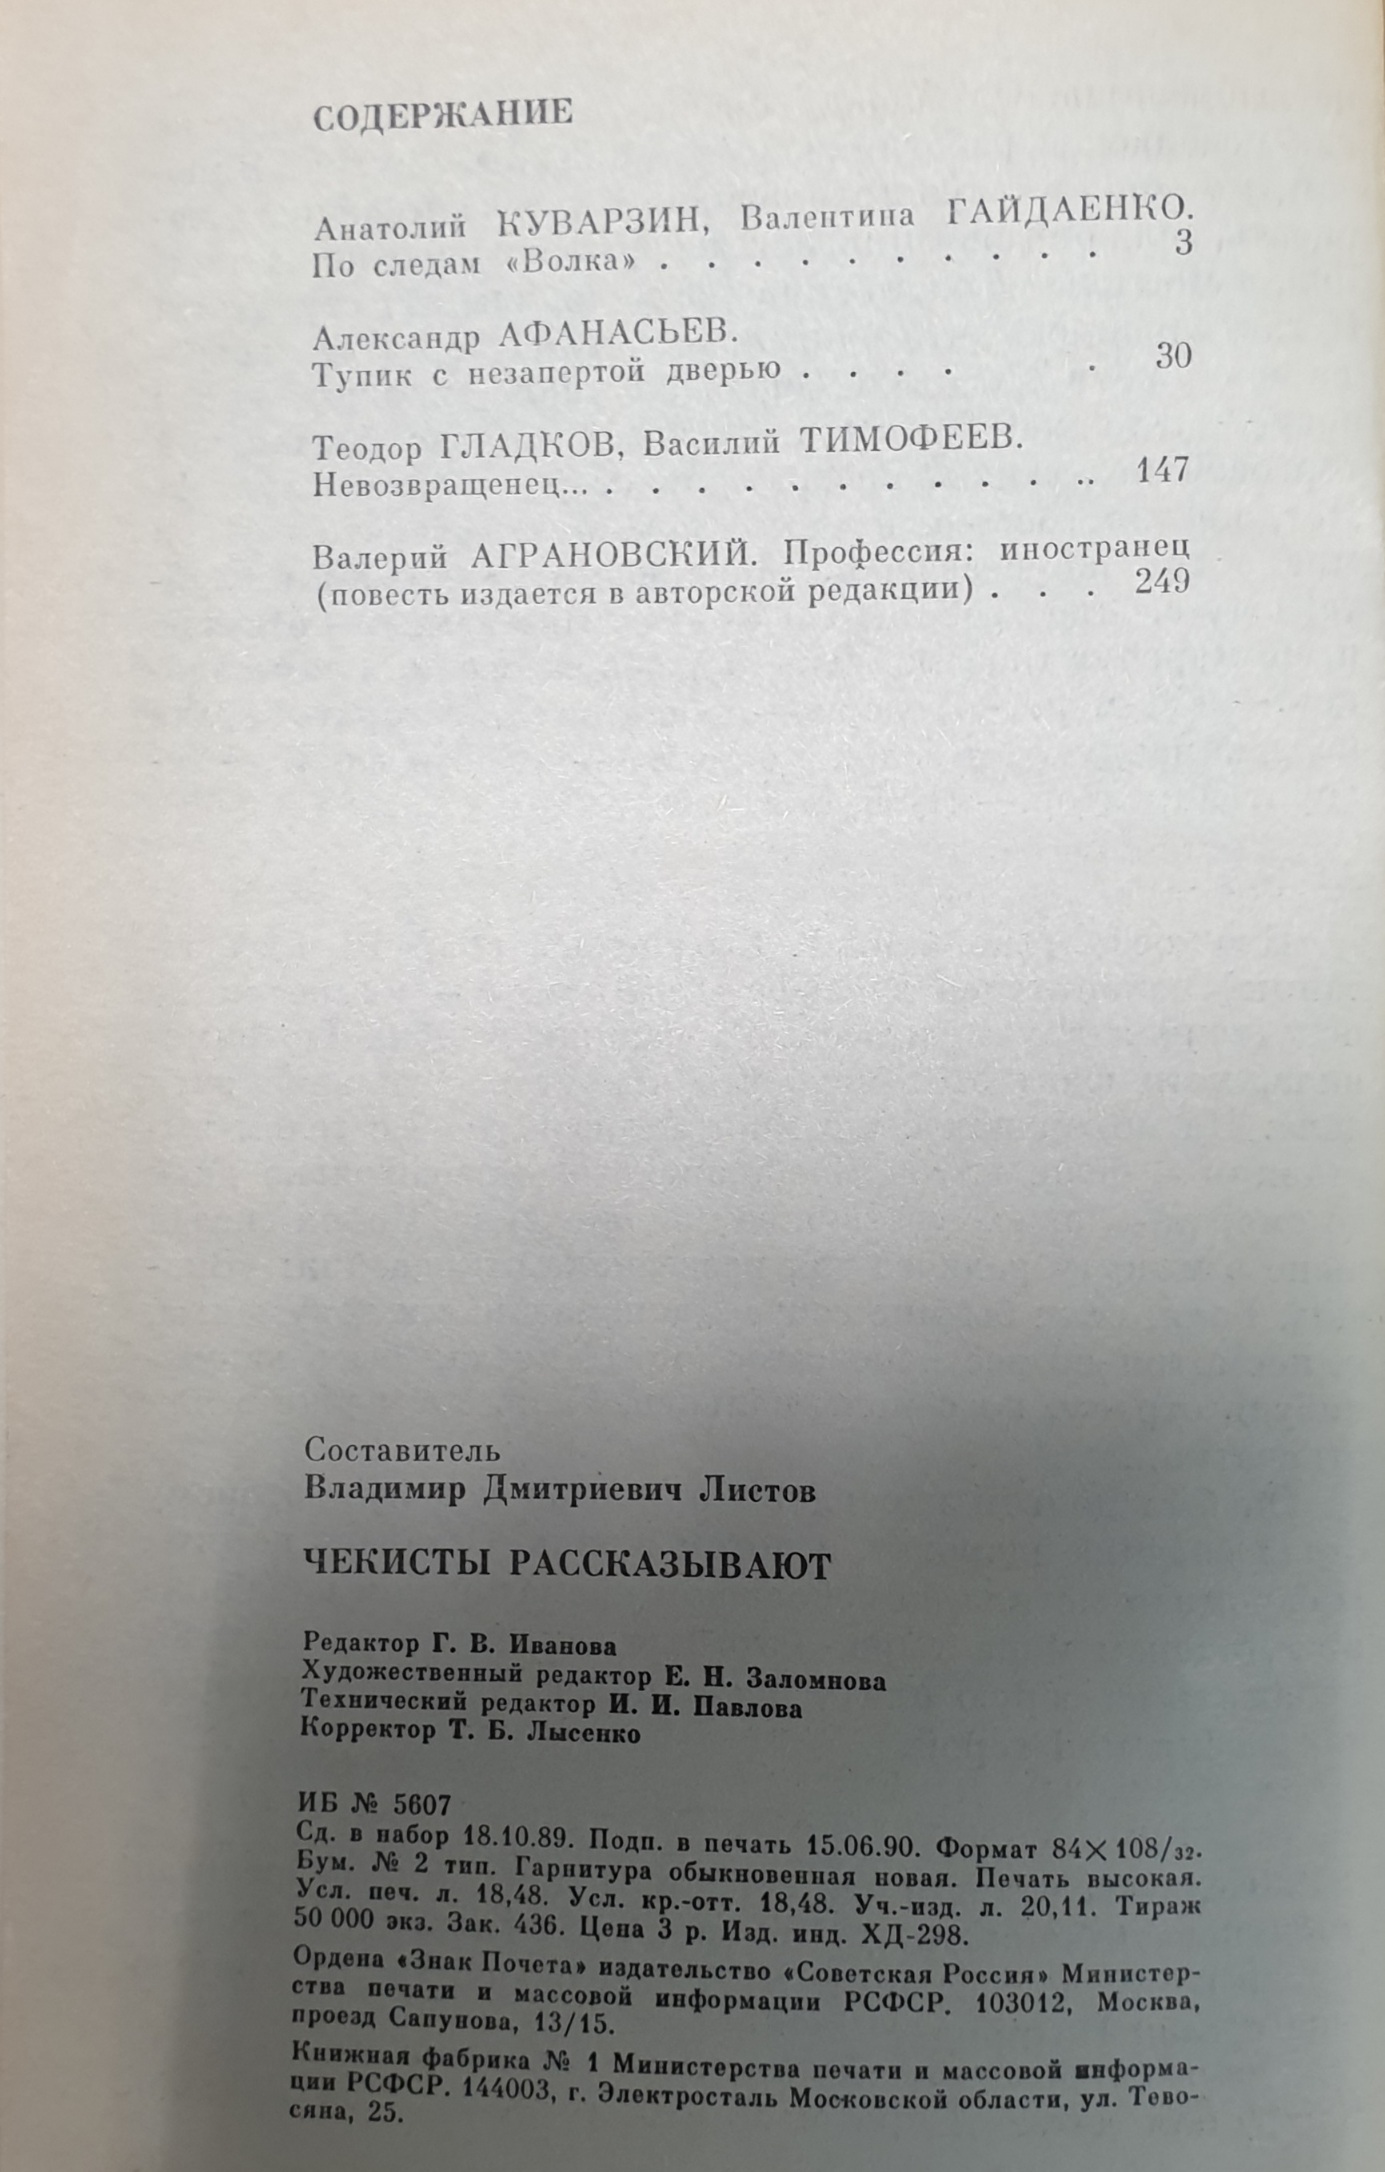 СОДЕРЖАНИЕ
Анатолий КУВАРЗИН, Валентина ГАЙДАЕНКО.
По следам «Волка» . . . . . . . . . . 3
Александр АФАНАСЬЕВ.
Тупик с незапертой дверью . . . . . 30
Теодор ГЛАДКОВ, Василий ТИМОФЕЕВ.
Невозвращенец... . . . . . . . . . . .. 147
Валерий АГРАНОВСКИЙ. Профессия: иностранец
(повесть издается в авторской редакции) . . . 249
Составитель
Владимир Дмитриевич Листов
ЧЕКИСТЫ РАССКАЗЫВАЮТ
Редактор Г. В. Иванова
Художественный редактор Е. Н. Заломнова
Технический редактор И. И. Павлова
Корректор Т. Б. Лысенко
ИБ № 5607
Сд. в набор 18.10.89. Подп. в печать 15.06.90. Формат 84×108/32.
Бум. № 2 тип. Гарнитура обыкновенная новая. Печать высокая.
Усл. печ. л. 18,48. Усл. кр.-отт. 18,48. Уч.-изд. л. 20,11. Тираж
50 000 экз. Зак. 436. Цена 3 р. Изд. инд. ХД-298.
Ордена «Знак Почета» издательство «Советская Россия» Министер-
ства печати и массовой информации РСФСР. 103012, Москва,
проезд Сапунова, 13/15.
Книжная фабрика № 1 Министерства печати и массовой информа-
ции РСФСР. 144003, г. Электросталь Московской области, ул. Тево-
сяна, 25.